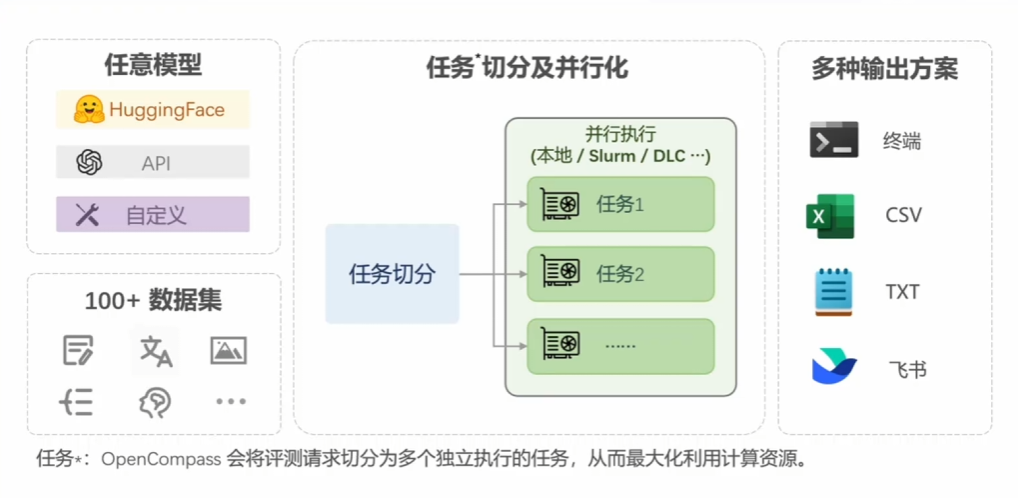 任意模型
HuggingFace
API
自定义
100+ 数据集
任务*切分及并行化
任务切分
并行执行
(本地 / Slurm / DLC ···)
任务1
任务2
······
多种输出方案
终端
CSV
TXT
飞书
任务*：OpenCompass 会将评测请求切分为多个独立执行的任务，从而最大化利用计算资源。